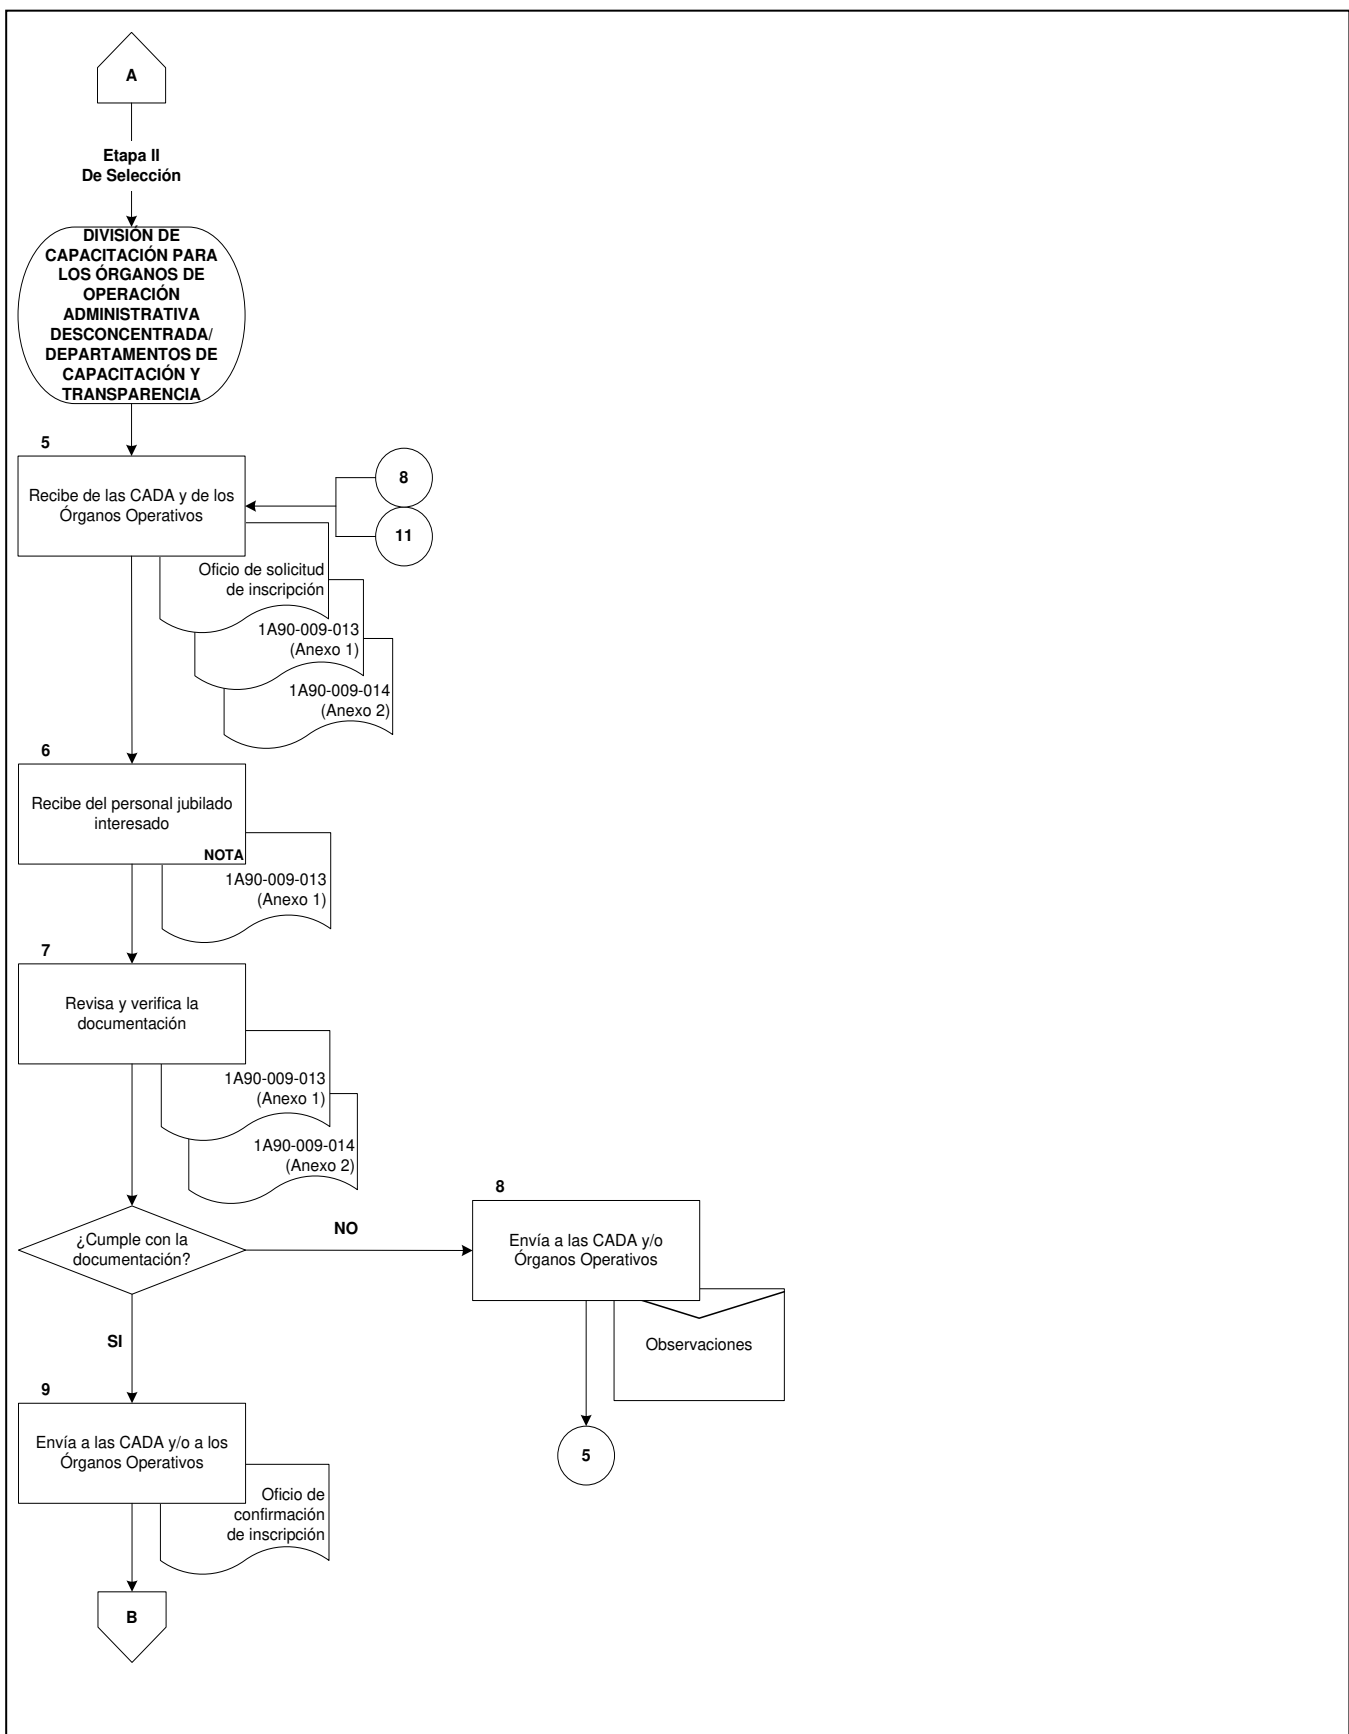 A
Etapa II
De Selección
DIVISIÓN DE
CAPACITACIÓN PARA
LOS ÓRGANOS DE
OPERACIÓN
ADMINISTRATIVA
DESCONCENTRADA/
DEPARTAMENTOS DE
CAPACITACIÓN Y
TRANSPARENCIA
5
Recibe de las CADA y de los
Órganos Operativos
8
11
Oficio de solicitud
de inscripción
1A90-009-013
(Anexo 1)
1A90-009-014
(Anexo 2)
6
Recibe del personal jubilado
interesado
NOTA
1A90-009-013
(Anexo 1)
7
Revisa y verifica la
documentación
1A90-009-013
(Anexo 1)
1A90-009-014
(Anexo 2)
¿Cumple con la
documentación?
NO
8
Envía a las CADA y/o
Órganos Operativos
Observaciones
5
SI
9
Envía a las CADA y/o a los
Órganos Operativos
Oficio de
confirmación
de inscripción
B